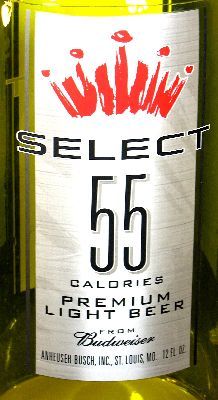 SELECT
55
CALORIES
PREMIUM
LIGHT BEER
FROM
Budweiser
ANHEUSER BUSCH, INC., ST. LOUIS, MO. 12 FL. OZ.